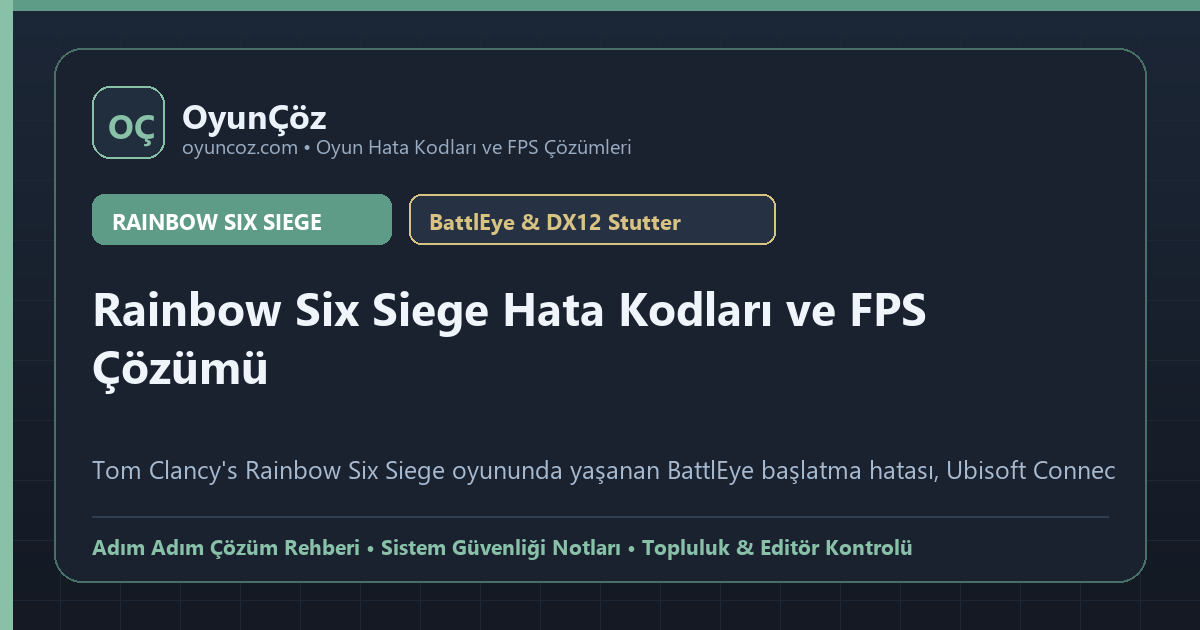 OÇ
OyunÇöz
oyuncoz.com • Oyun Hata Kodları ve FPS Çözümleri
RAINBOW SIX SIEGE
BattlEye & DX12 Stutter
Rainbow Six Siege Hata Kodları ve FPS
Çözümü
Tom Clancy's Rainbow Six Siege oyununda yaşanan BattlEye başlatma hatası, Ubisoft Connec
Adım Adım Çözüm Rehberi • Sistem Güvenliği Notları • Topluluk & Editör Kontrolü